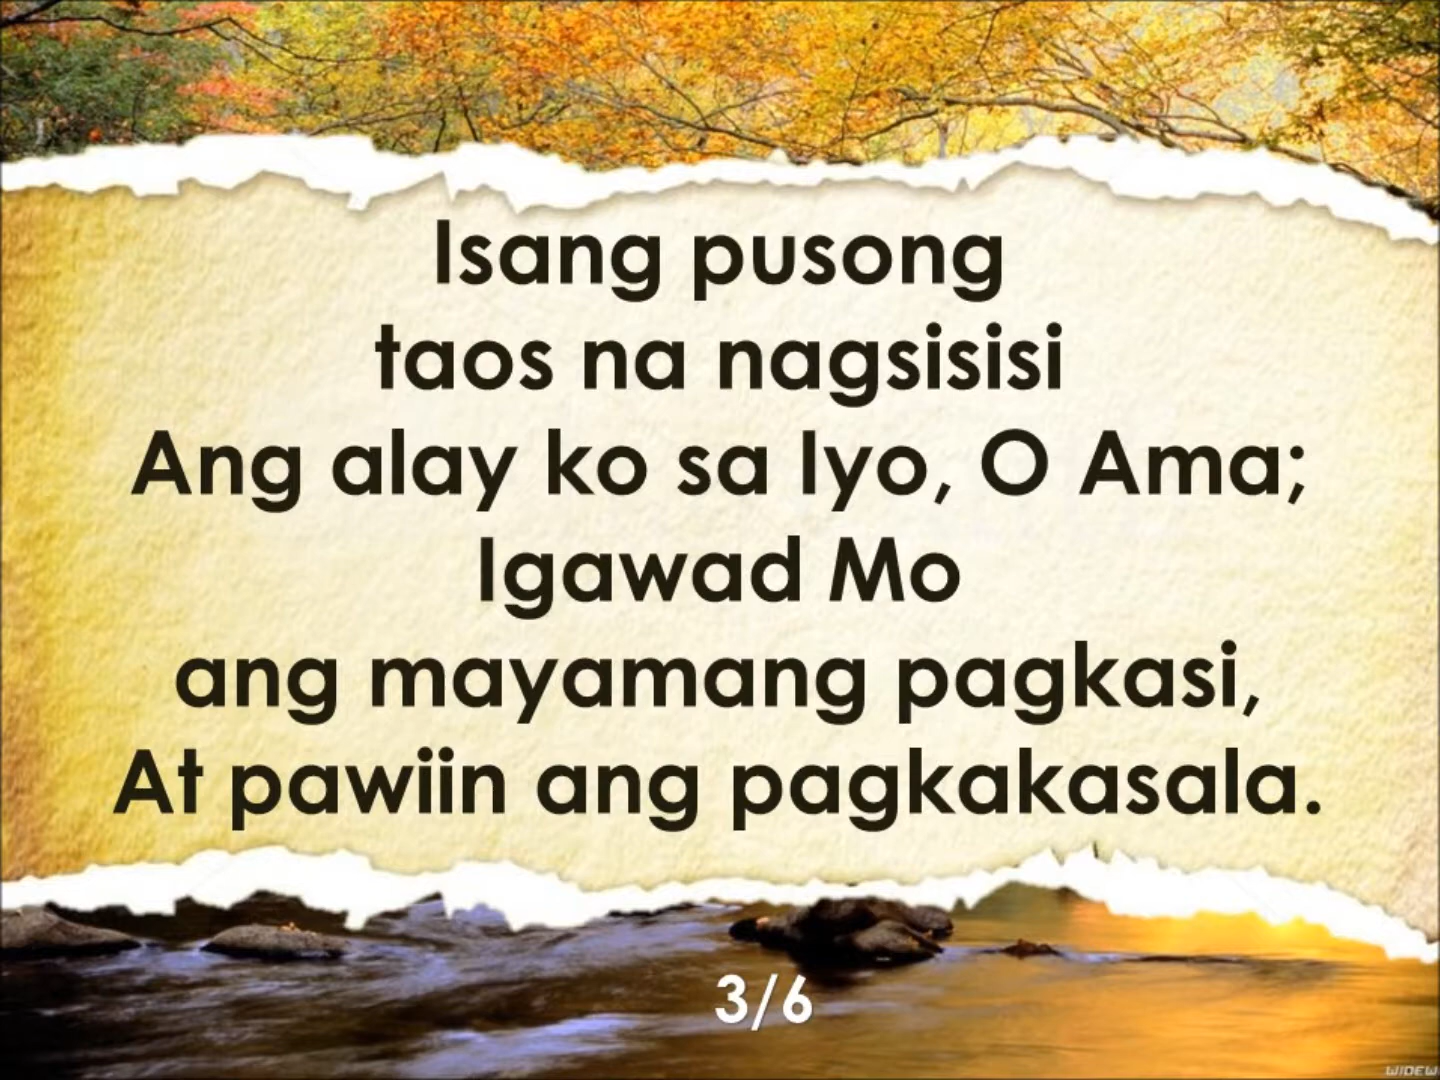 Isang pusong
taos na nagsisisi
Ang alay ko sa Iyo, O Ama;
Igawad Mo
ang mayamang pagkasi,
At pawiin ang pagkakasala.
3/6